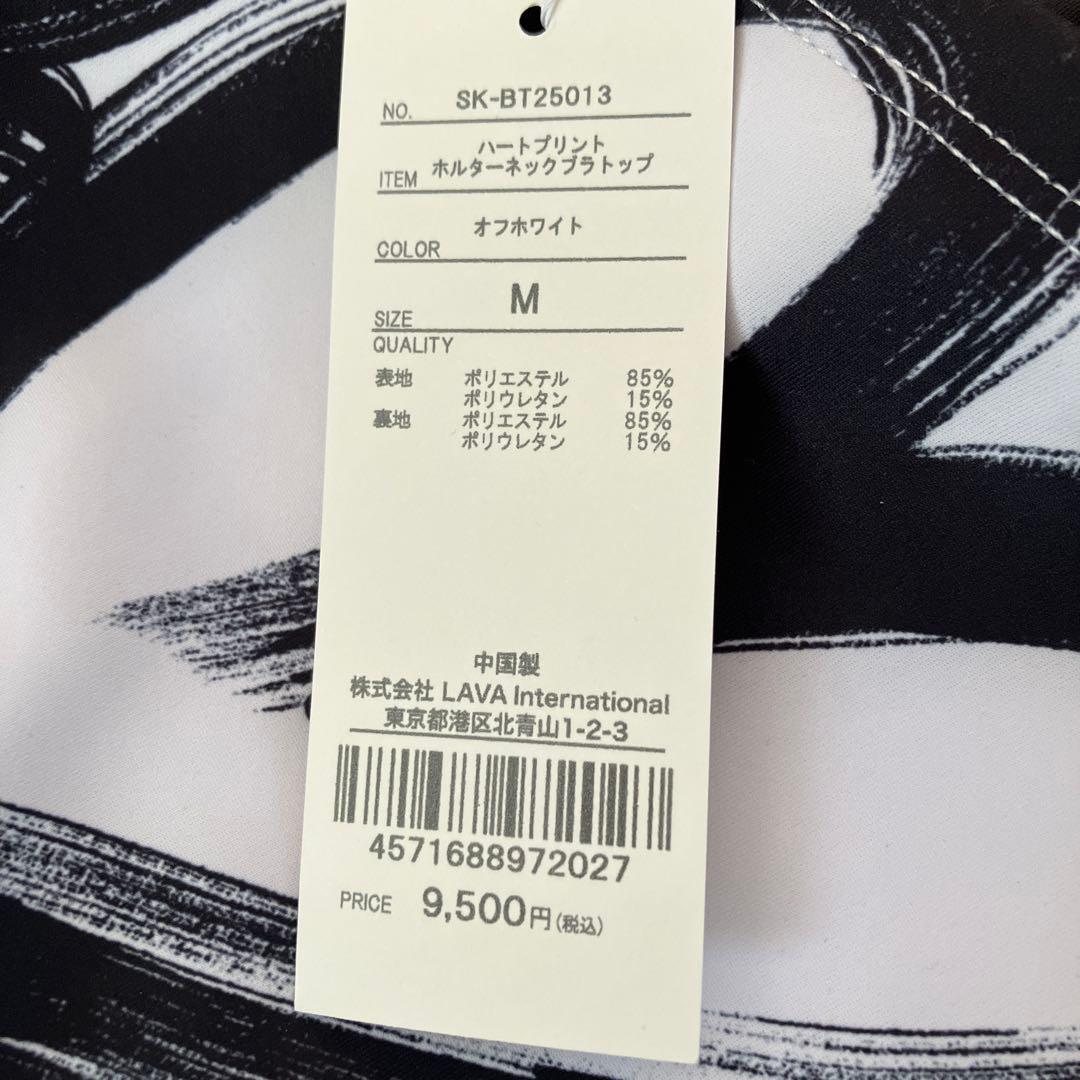 NO. SK-BT25013
ハートプリント
ITEM ホルターネックブラトップ
COLOR オフホワイト
SIZE M
QUALITY
表地 ポリエステル 85%
ポリウレタン 15%
裏地 ポリエステル 85%
ポリウレタン 15%
中国製
株式会社 LAVA International
東京都港区北青山1-2-3
4571688972027
PRICE 9,500円(税込)